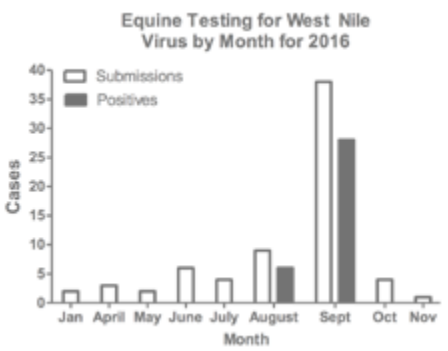 Equine Testing for West Nile
Virus by Month for 2016
Submissions
Positives
Cases
40
35
30
25
20
15
10
5
0
Jan April May June July August Sept Oct Nov
Month